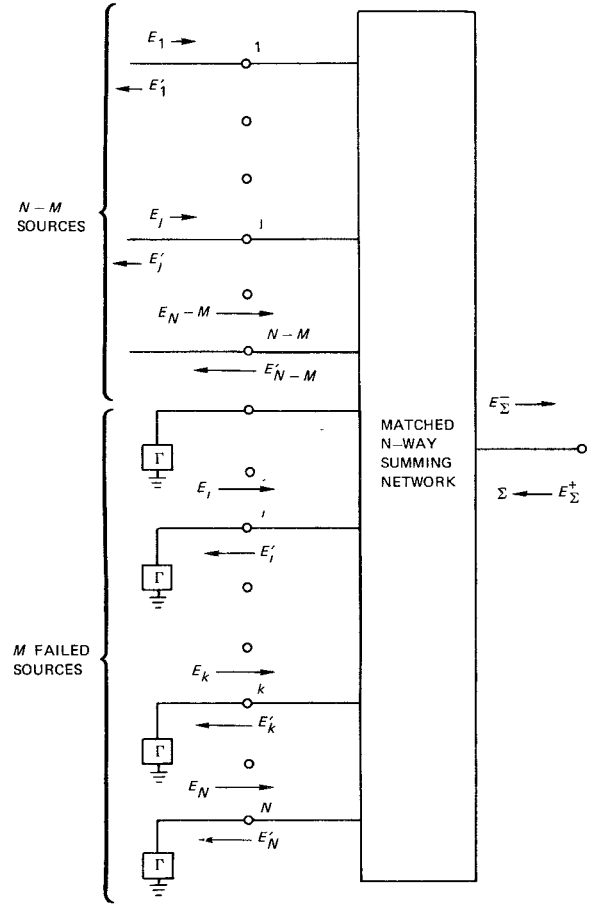 E1
1
E′1
N – M
SOURCES
Ej
j
E′j
EN – M
N – M
E′N – M
MATCHED
N–WAY
SUMMING
NETWORK
E–Σ
Σ
E+Σ
Γ
Ei
i
E′i
Γ
M FAILED
SOURCES
Ek
k
E′k
Γ
EN
N
E′N
Γ